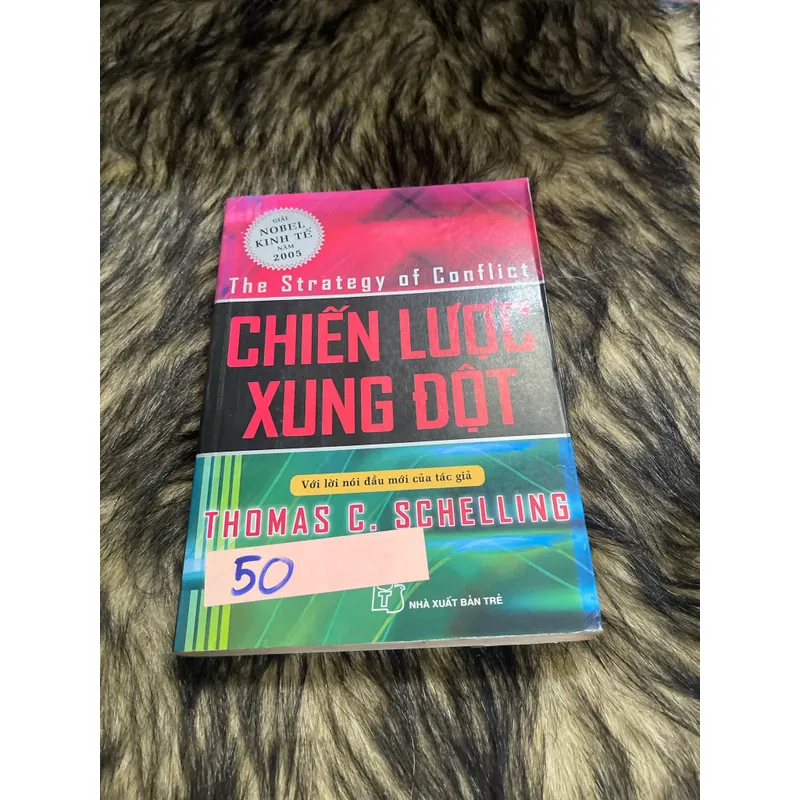 GIẢI
NOBEL
KINH TẾ
NĂM
2005
The Strategy of Conflict
CHIẾN LƯỢC
XUNG ĐỘT
Với lời nói đầu mới của tác giả
THOMAS C. SCHELLING
50
NHÀ XUẤT BẢN TRẺ